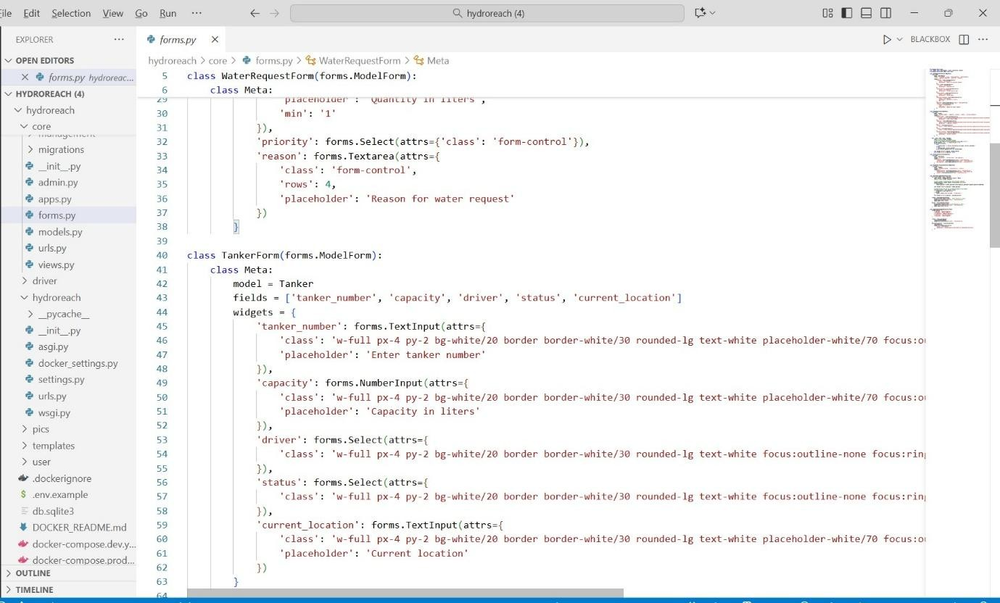 File Edit Selection View Go Run ··· hydroreach (4)
EXPLORER ···
OPEN EDITORS
forms.py hydroreac...
HYDROREACH (4)
hydroreach
core
management
migrations
__init__.py
admin.py
apps.py
forms.py
models.py
urls.py
views.py
driver
hydroreach
__pycache__
__init__.py
asgi.py
docker_settings.py
settings.py
urls.py
wsgi.py
pics
templates
user
.dockerignore
.env.example
db.sqlite3
DOCKER_README.md
docker-compose.dev.y...
docker-compose.prod...
OUTLINE
TIMELINE
forms.py
BLACKBOX ···
hydroreach > core > forms.py > WaterRequestForm > Meta
5 class WaterRequestForm(forms.ModelForm):
6 class Meta:
29 'placeholder': 'Quantity in liters',
30 'min': '1'
31 }),
32 'priority': forms.Select(attrs={'class': 'form-control'}),
33 'reason': forms.Textarea(attrs={
34 'class': 'form-control',
35 'rows': 4,
36 'placeholder': 'Reason for water request'
37 })
38 }
39
40 class TankerForm(forms.ModelForm):
41 class Meta:
42 model = Tanker
43 fields = ['tanker_number', 'capacity', 'driver', 'status', 'current_location']
44 widgets = {
45 'tanker_number': forms.TextInput(attrs={
46 'class': 'w-full px-4 py-2 bg-white/20 border border-white/30 rounded-lg text-white placeholder-white/70 focus:ou
47 'placeholder': 'Enter tanker number'
48 }),
49 'capacity': forms.NumberInput(attrs={
50 'class': 'w-full px-4 py-2 bg-white/20 border border-white/30 rounded-lg text-white placeholder-white/70 focus:ou
51 'placeholder': 'Capacity in liters'
52 }),
53 'driver': forms.Select(attrs={
54 'class': 'w-full px-4 py-2 bg-white/20 border border-white/30 rounded-lg text-white focus:outline-none focus:ring
55 }),
56 'status': forms.Select(attrs={
57 'class': 'w-full px-4 py-2 bg-white/20 border border-white/30 rounded-lg text-white focus:outline-none focus:ring
58 }),
59 'current_location': forms.TextInput(attrs={
60 'class': 'w-full px-4 py-2 bg-white/20 border border-white/30 rounded-lg text-white placeholder-white/70 focus:ou
61 'placeholder': 'Current location'
62 })
63 }
64